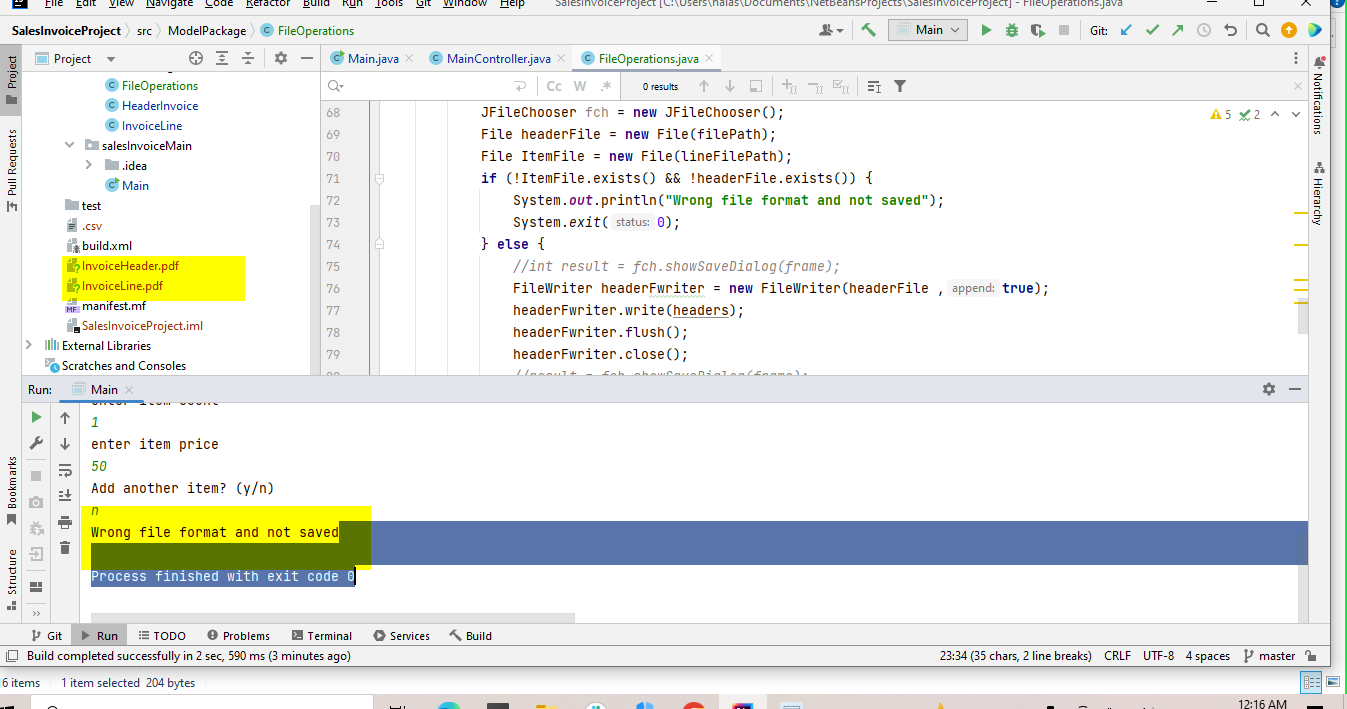 File Edit View Navigate Code Refactor Build Run Tools Git Window Help SalesInvoiceProject [C:\Users\halas\Documents\NetBeansProjects\SalesInvoiceProject] - FileOperations.java
SalesInvoiceProject src ModelPackage FileOperations Main Git:
Project Main.java MainController.java FileOperations.java
Cc W .* 0 results
FileOperations
HeaderInvoice
InvoiceLine
salesInvoiceMain
.idea
Main
test
.csv
build.xml
InvoiceHeader.pdf
InvoiceLine.pdf
manifest.mf
SalesInvoiceProject.iml
External Libraries
Scratches and Consoles
68 JFileChooser fch = new JFileChooser();
69 File headerFile = new File(filePath);
70 File ItemFile = new File(lineFilePath);
71 if (!ItemFile.exists() && !headerFile.exists()) {
72 System.out.println("Wrong file format and not saved");
73 System.exit( status: 0);
74 } else {
75 //int result = fch.showSaveDialog(frame);
76 FileWriter headerFwriter = new FileWriter(headerFile , append: true);
77 headerFwriter.write(headers);
78 headerFwriter.flush();
79 headerFwriter.close();
//result = fch.showSaveDialog(frame);
5 2
Project
Pull Requests
Bookmarks
Structure
Notifications
Hierarchy
Run: Main
enter item count
1
enter item price
50
Add another item? (y/n)
n
Wrong file format and not saved
Process finished with exit code 0
Git Run TODO Problems Terminal Services Build
Build completed successfully in 2 sec, 590 ms (3 minutes ago) 23:34 (35 chars, 2 line breaks) CRLF UTF-8 4 spaces master
6 items 1 item selected 204 bytes
12:16 AM